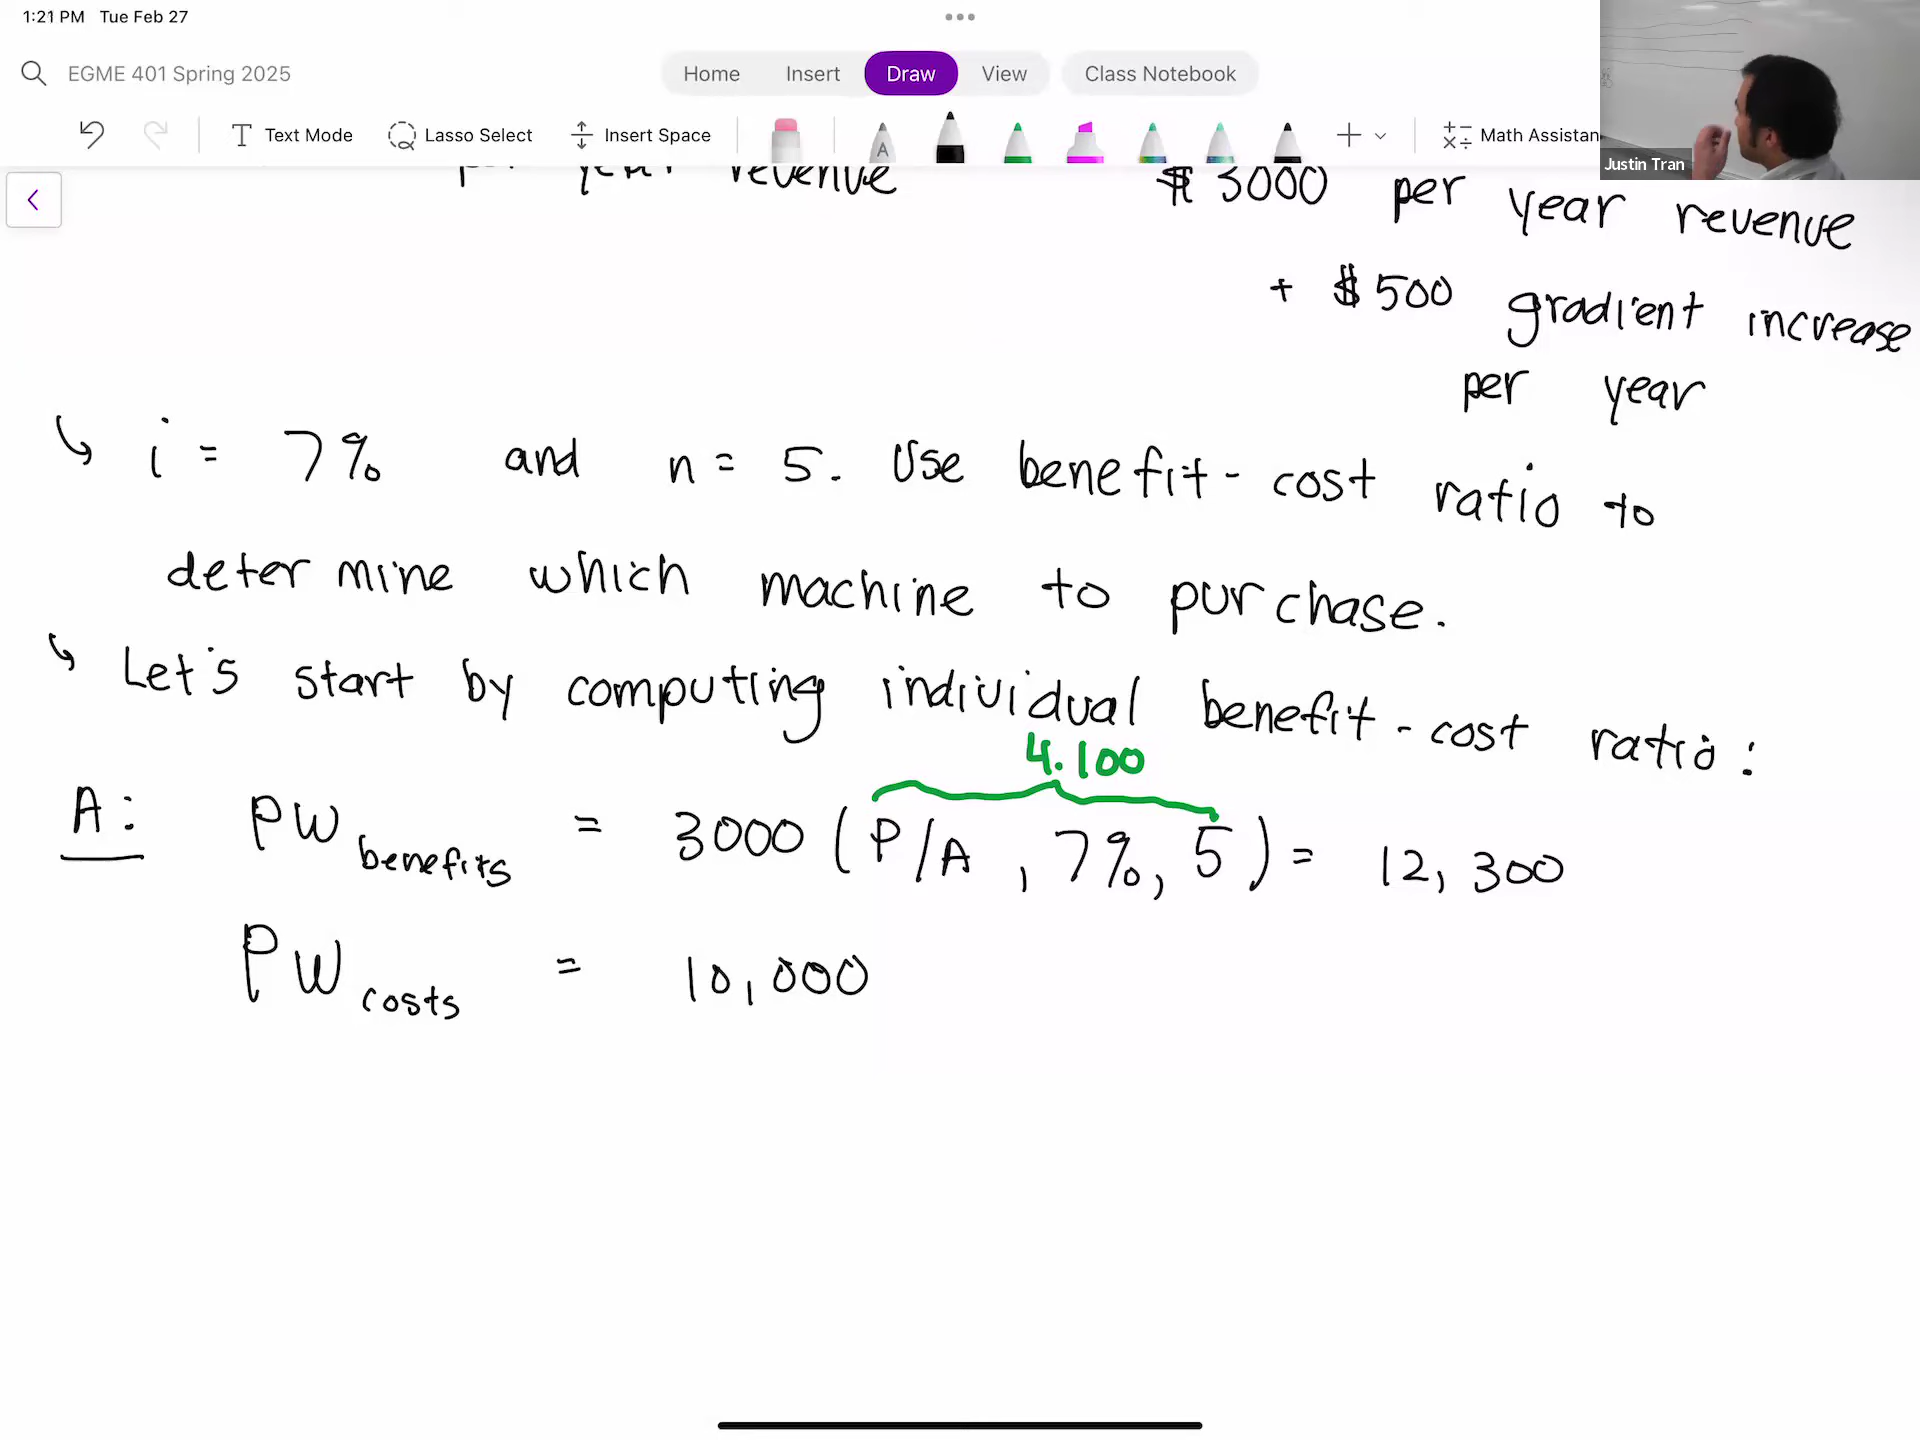 1:21 PM Tue Feb 27
EGME 401 Spring 2025
Home Insert Draw View Class Notebook
Text Mode Lasso Select Insert Space A Math Assistan
Justin Tran
per year revenue
$3000 per year revenue
+ $500 gradient increase
per year
i = 7% and n = 5. Use benefit-cost ratio to
determine which machine to purchase.
Let's start by computing individual benefit-cost ratio:
4.100
A: PW benefits = 3000 (P/A, 7%, 5) = 12,300
PW costs = 10,000